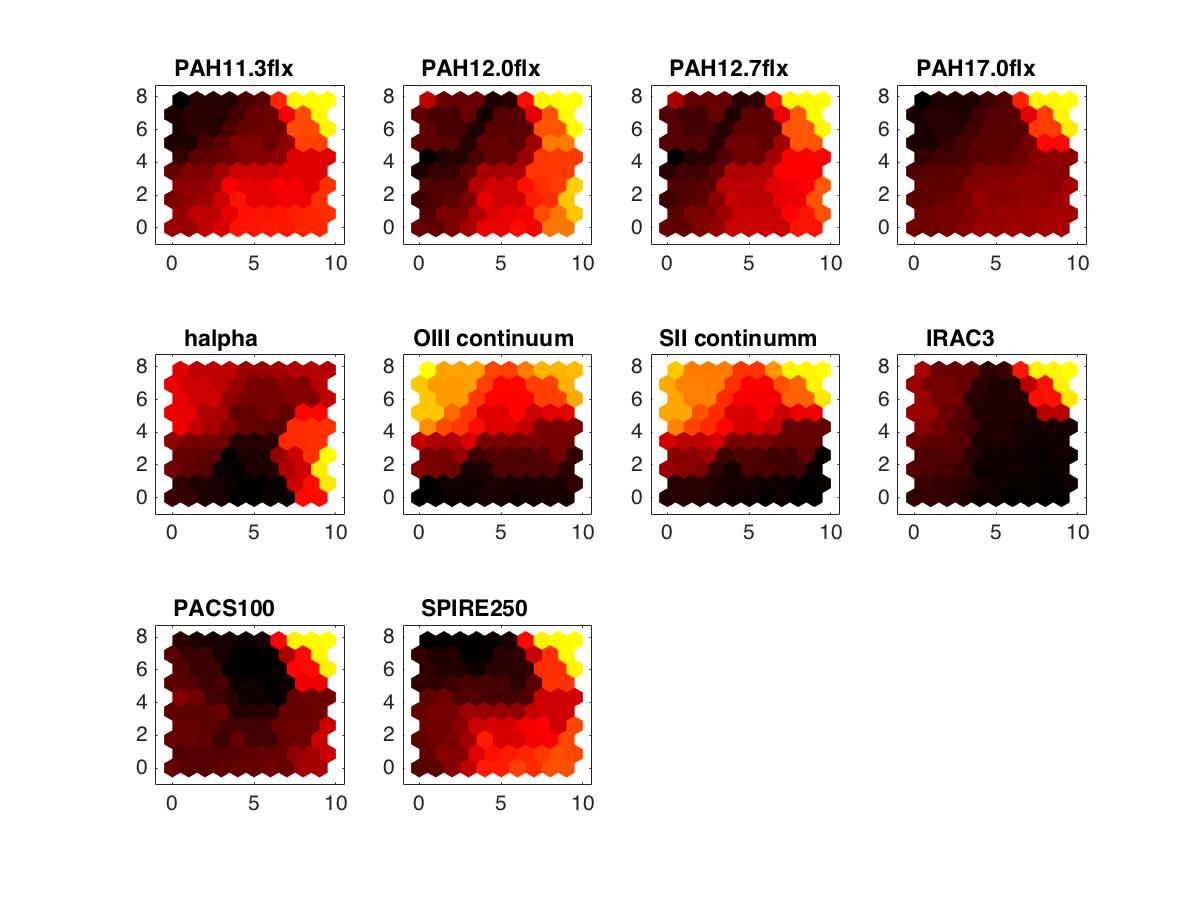 PAH11.3flx PAH12.0flx PAH12.7flx PAH17.0flx
8 8 8 8
6 6 6 6
4 4 4 4
2 2 2 2
0 0 0 0
0 5 10 0 5 10 0 5 10 0 5 10
halpha OIII continuum SII continumm IRAC3
8 8 8 8
6 6 6 6
4 4 4 4
2 2 2 2
0 0 0 0
0 5 10 0 5 10 0 5 10 0 5 10
PACS100 SPIRE250
8 8
6 6
4 4
2 2
0 0
0 5 10 0 5 10